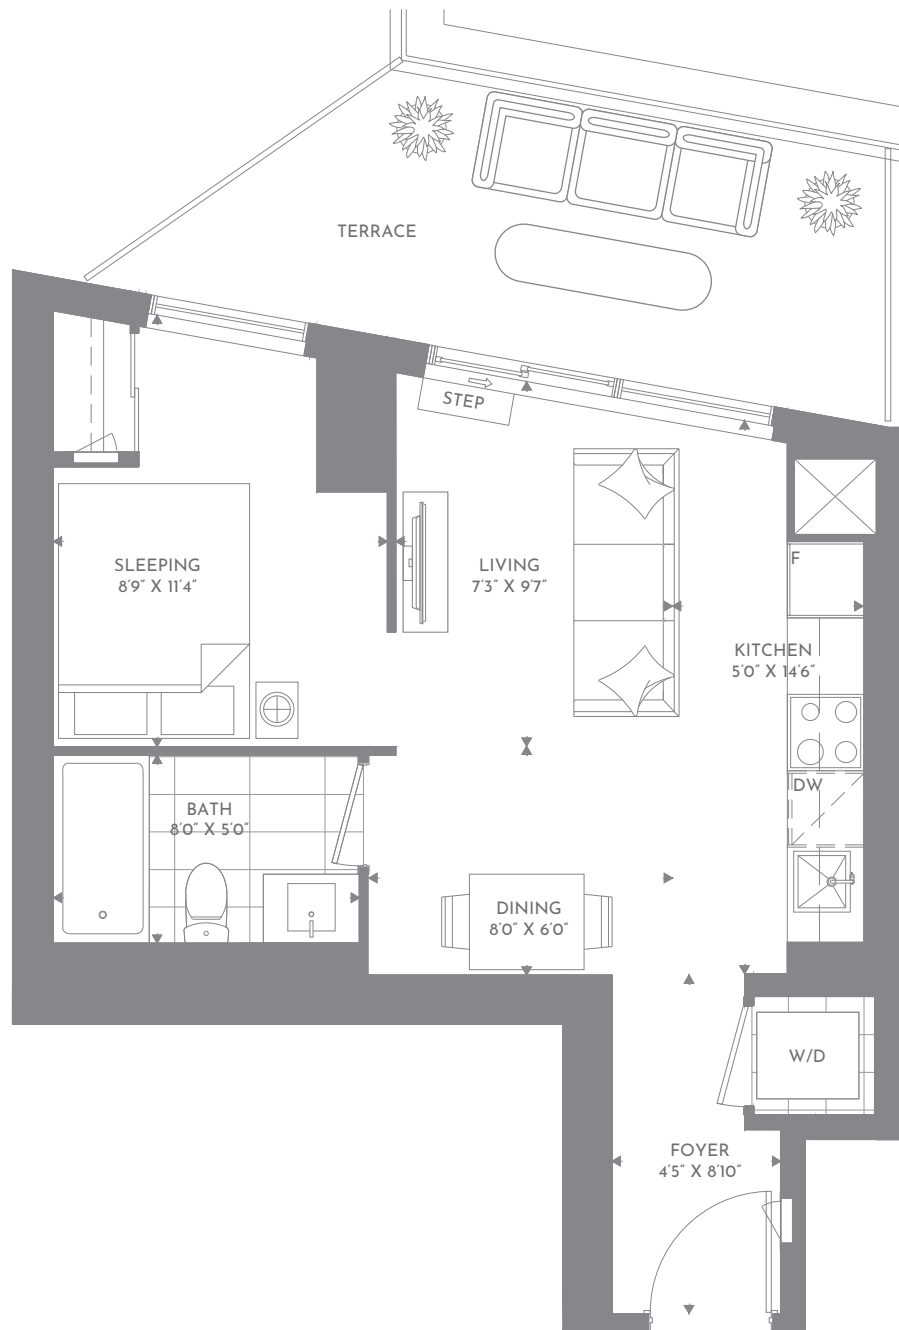 TERRACE
STEP
SLEEPING
8'9" X 11'4"
LIVING
7'3" X 9'7"
F
KITCHEN
5'0" X 14'6"
DW
BATH
8'0" X 5'0"
DINING
8'0" X 6'0"
W/D
FOYER
4'5" X 8'10"